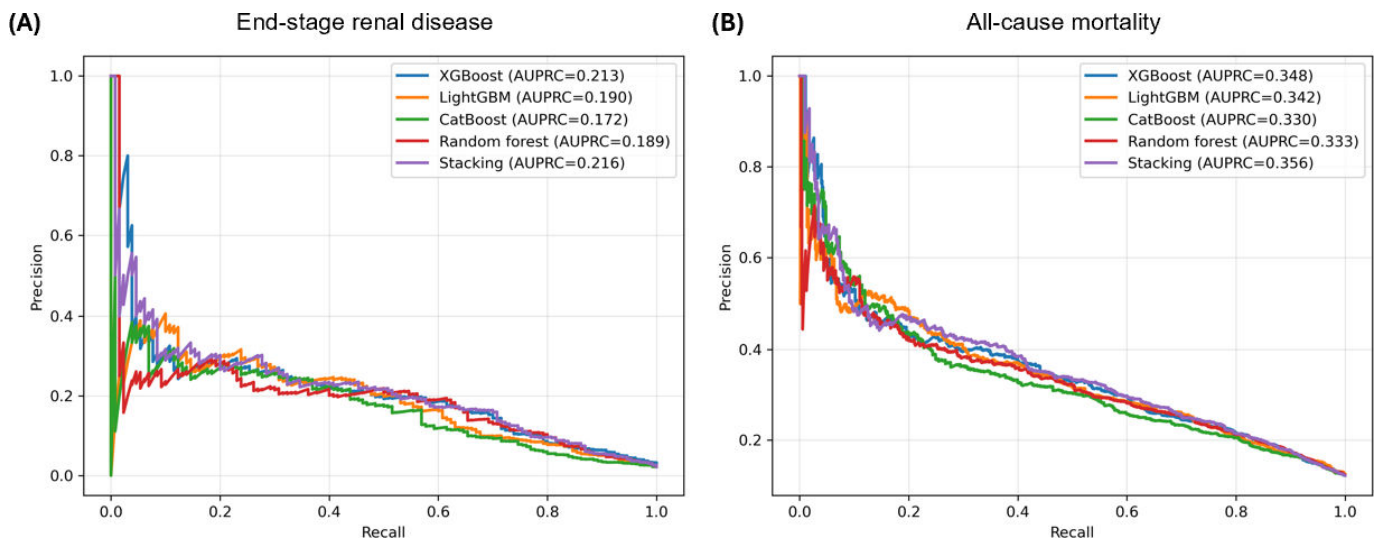 (A) End-stage renal disease
1.0
0.8
0.6
0.4
0.2
0.0
Precision
XGBoost (AUPRC=0.213)
LightGBM (AUPRC=0.190)
CatBoost (AUPRC=0.172)
Random forest (AUPRC=0.189)
Stacking (AUPRC=0.216)
0.0 0.2 0.4 0.6 0.8 1.0
Recall
(B) All-cause mortality
1.0
0.8
0.6
0.4
0.2
Precision
XGBoost (AUPRC=0.348)
LightGBM (AUPRC=0.342)
CatBoost (AUPRC=0.330)
Random forest (AUPRC=0.333)
Stacking (AUPRC=0.356)
0.0 0.2 0.4 0.6 0.8 1.0
Recall